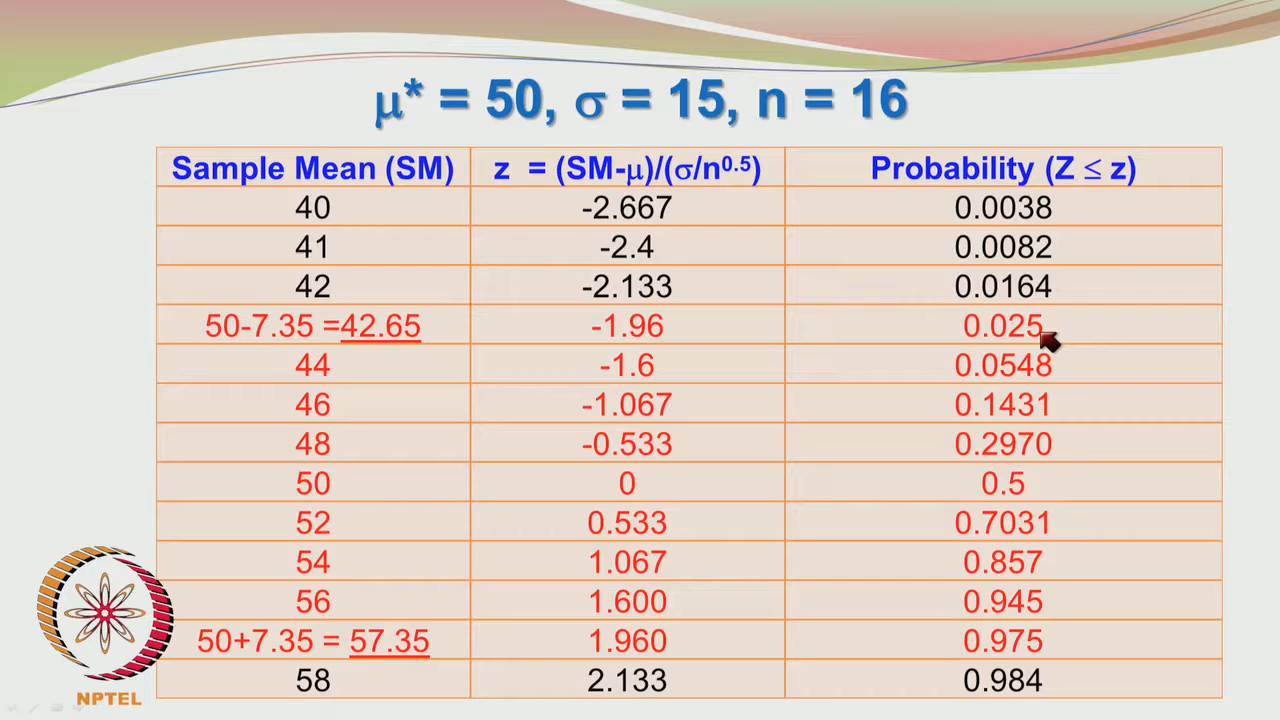 μ* = 50, σ = 15, n = 16
Sample Mean (SM) z = (SM-μ)/(σ/n^0.5) Probability (Z ≤ z)
40 -2.667 0.0038
41 -2.4 0.0082
42 -2.133 0.0164
50-7.35 =42.65 -1.96 0.025
44 -1.6 0.0548
46 -1.067 0.1431
48 -0.533 0.2970
50 0 0.5
52 0.533 0.7031
54 1.067 0.857
56 1.600 0.945
50+7.35 = 57.35 1.960 0.975
58 2.133 0.984
NPTEL